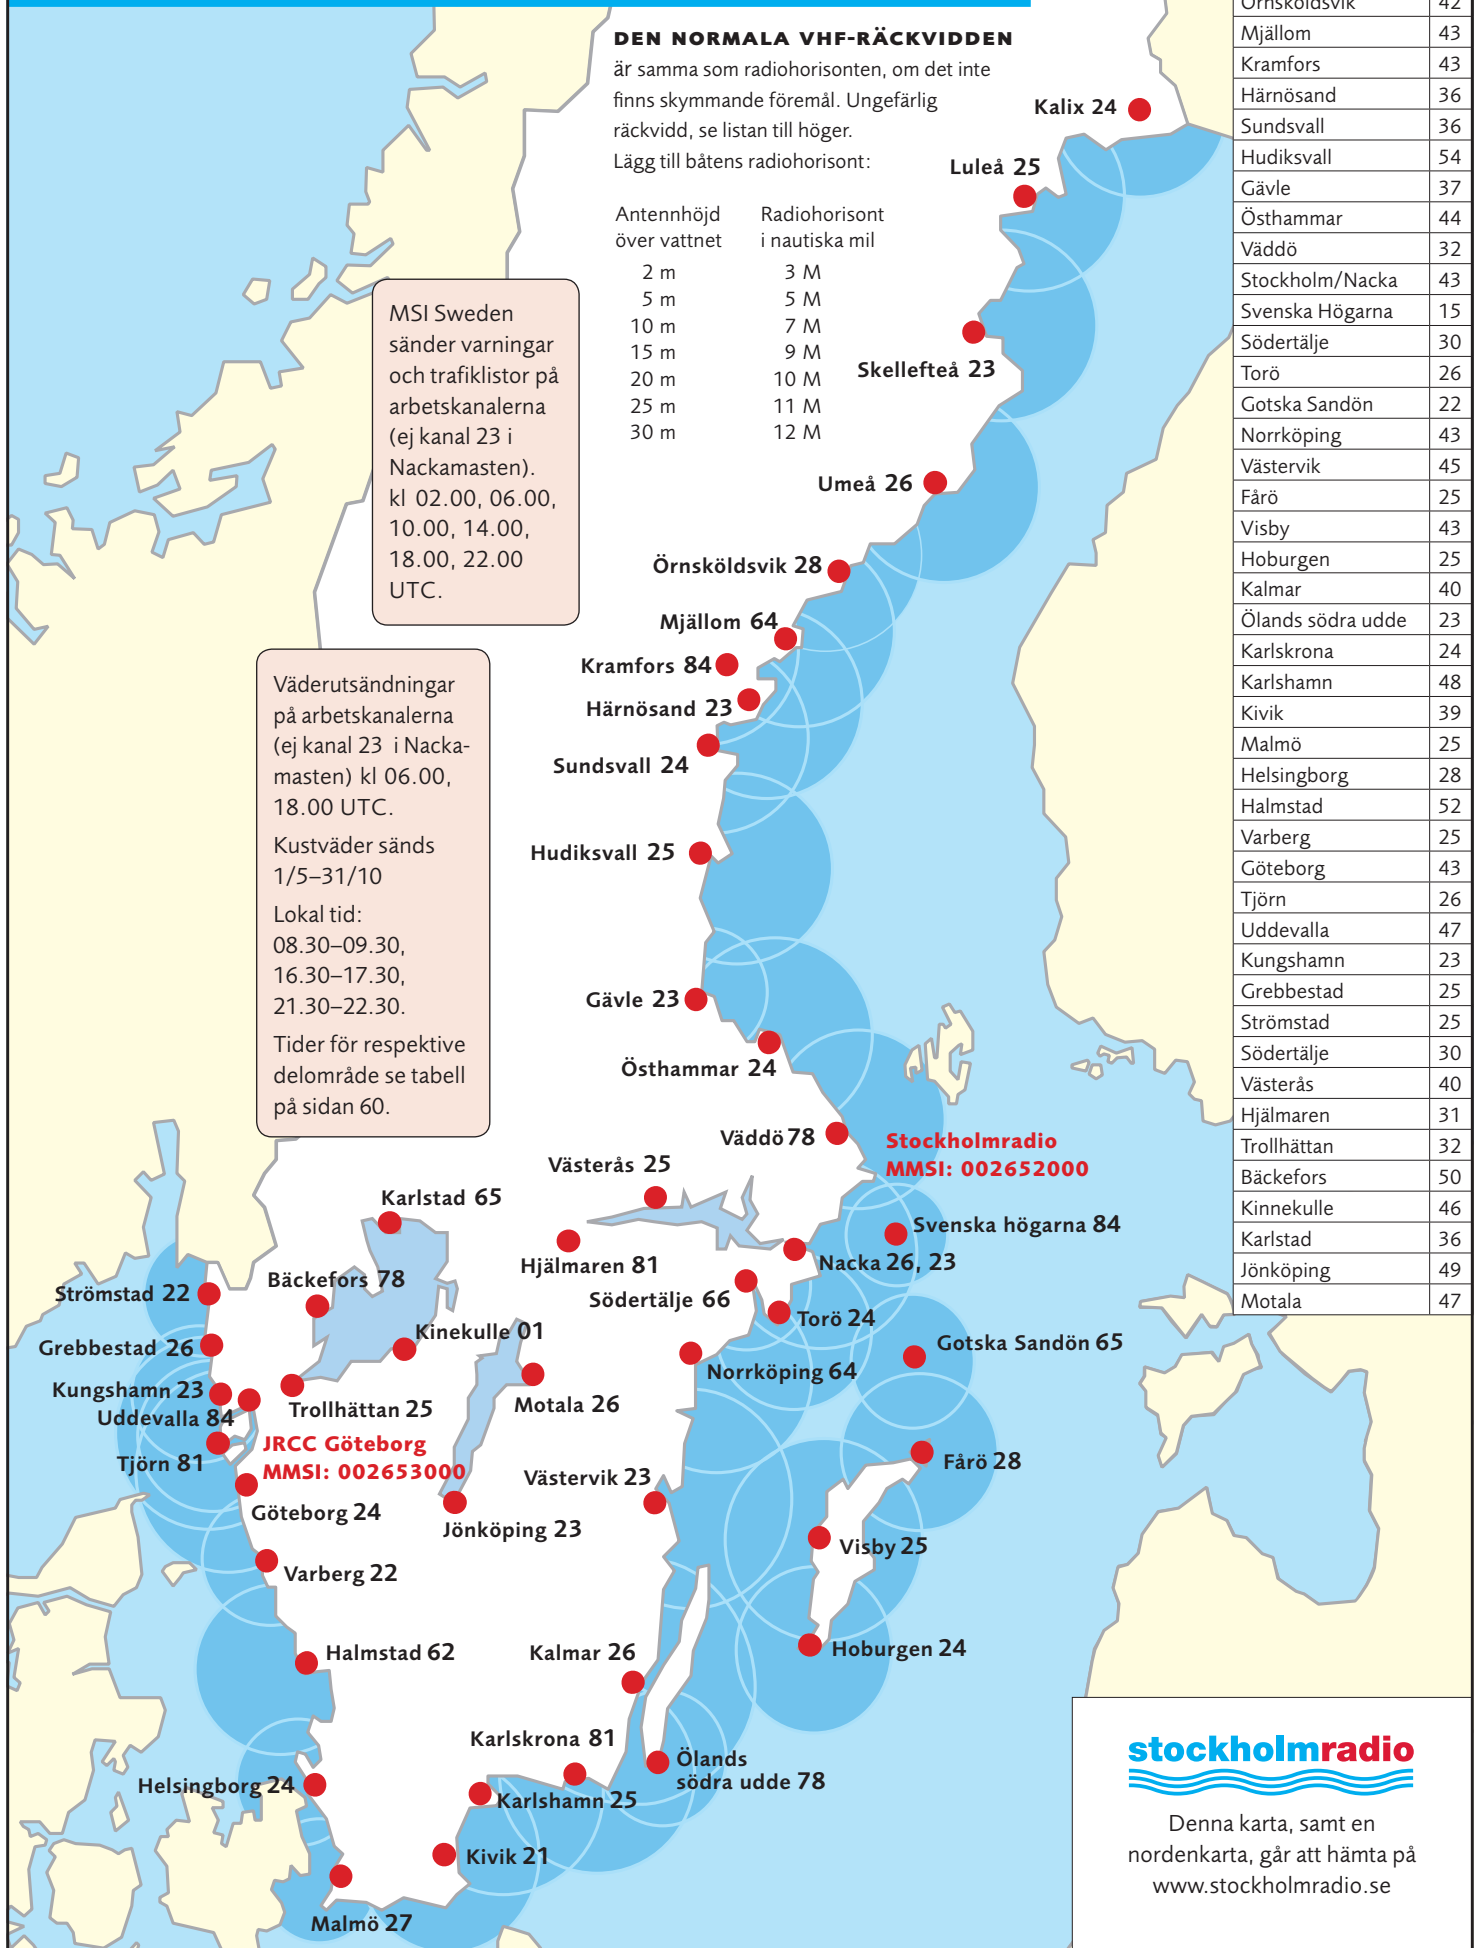 DEN NORMALA VHF-RÄCKVIDDEN
är samma som radiohorisonten, om det inte
finns skymmande föremål. Ungefärlig
räckvidd, se listan till höger.
Lägg till båtens radiohorisont:
Antennhöjd Radiohorisont
över vattnet i nautiska mil
2 m 3 M
5 m 5 M
10 m 7 M
15 m 9 M
20 m 10 M
25 m 11 M
30 m 12 M
MSI Sweden
sänder varningar
och trafiklistor på
arbetskanalerna
(ej kanal 23 i
Nackamasten).
kl 02.00, 06.00,
10.00, 14.00,
18.00, 22.00
UTC.
Väderutsändningar
på arbetskanalerna
(ej kanal 23 i Nacka-
masten) kl 06.00,
18.00 UTC.
Kustväder sänds
1/5–31/10
Lokal tid:
08.30–09.30,
16.30–17.30,
21.30–22.30.
Tider för respektive
delområde se tabell
på sidan 60.
Kalix 24
Luleå 25
Skellefteå 23
Umeå 26
Örnsköldsvik 28
Mjällom 64
Kramfors 84
Härnösand 23
Sundsvall 24
Hudiksvall 25
Gävle 23
Östhammar 24
Väddö 78
Stockholmradio
MMSI: 002652000
Västerås 25
Karlstad 65
Svenska högarna 84
Hjälmaren 81
Nacka 26, 23
Bäckefors 78
Strömstad 22
Södertälje 66
Torö 24
Kinekulle 01
Gotska Sandön 65
Grebbestad 26
Norrköping 64
Kungshamn 23
Motala 26
Trollhättan 25
Uddevalla 84
JRCC Göteborg
MMSI: 002653000
Tjörn 81
Fårö 28
Västervik 23
Göteborg 24
Jönköping 23
Visby 25
Varberg 22
Halmstad 62
Kalmar 26
Hoburgen 24
Karlskrona 81
Ölands
södra udde 78
Helsingborg 24
Karlshamn 25
Kivik 21
Malmö 27
Örnsköldsvik 42
Mjällom 43
Kramfors 43
Härnösand 36
Sundsvall 36
Hudiksvall 54
Gävle 37
Östhammar 44
Väddö 32
Stockholm/Nacka 43
Svenska Högarna 15
Södertälje 30
Torö 26
Gotska Sandön 22
Norrköping 43
Västervik 45
Fårö 25
Visby 43
Hoburgen 25
Kalmar 40
Ölands södra udde 23
Karlskrona 24
Karlshamn 48
Kivik 39
Malmö 25
Helsingborg 28
Halmstad 52
Varberg 25
Göteborg 43
Tjörn 26
Uddevalla 47
Kungshamn 23
Grebbestad 25
Strömstad 25
Södertälje 30
Västerås 40
Hjälmaren 31
Trollhättan 32
Bäckefors 50
Kinnekulle 46
Karlstad 36
Jönköping 49
Motala 47
stockholmradio
Denna karta, samt en
nordenkarta, går att hämta på
www.stockholmradio.se